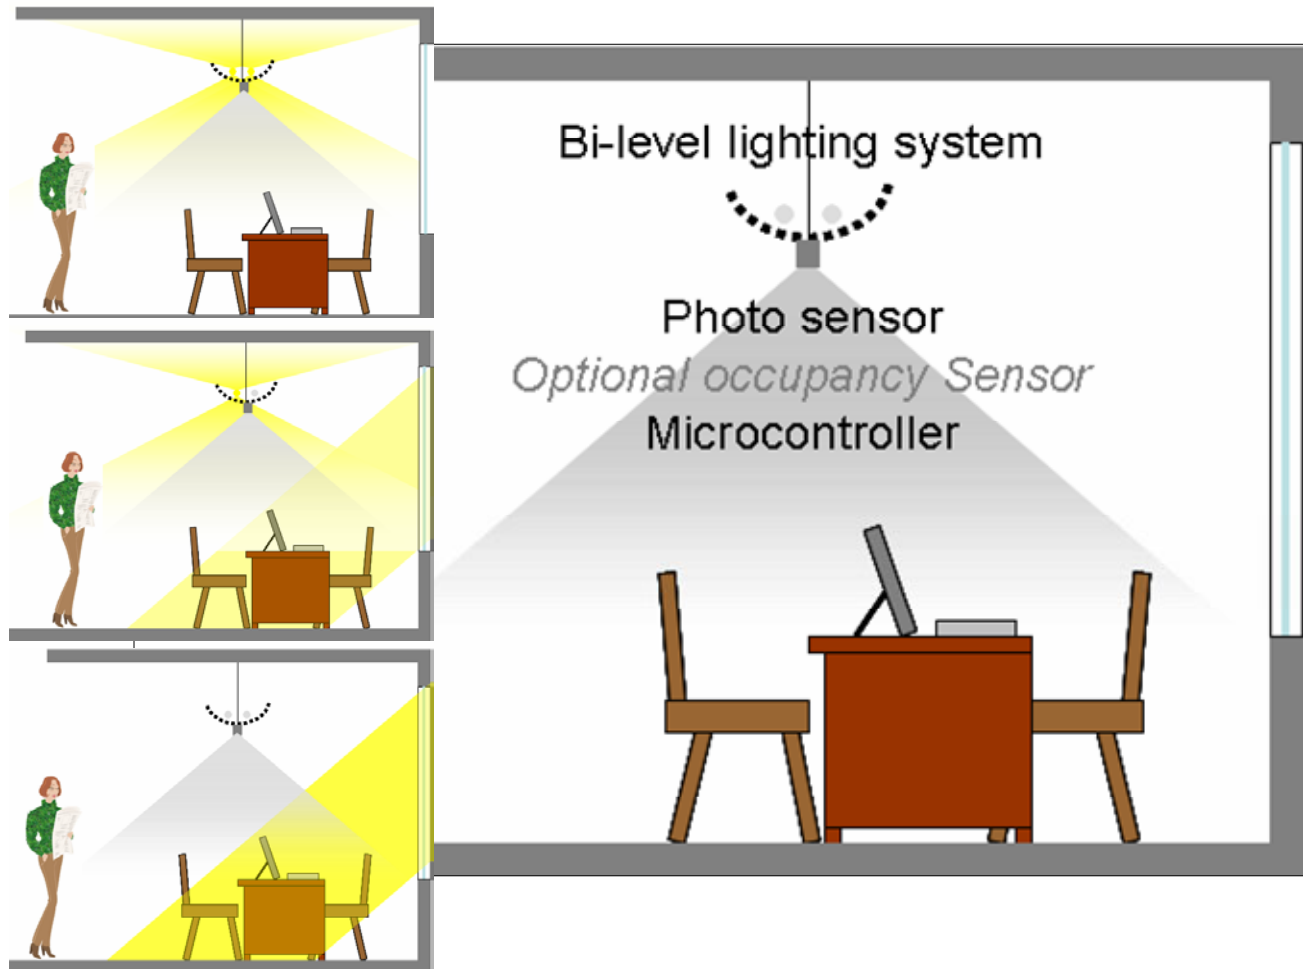 Bi-level lighting system
Photo sensor
Optional occupancy Sensor
Microcontroller